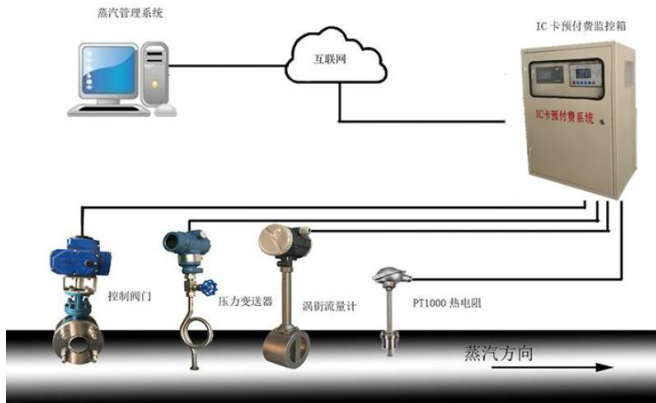 蒸汽管理系统
IC 卡预付费监控箱
互联网
IC卡预付费系统
控制阀门
压力变送器
涡街流量计
PT1000 热电阻
蒸汽方向